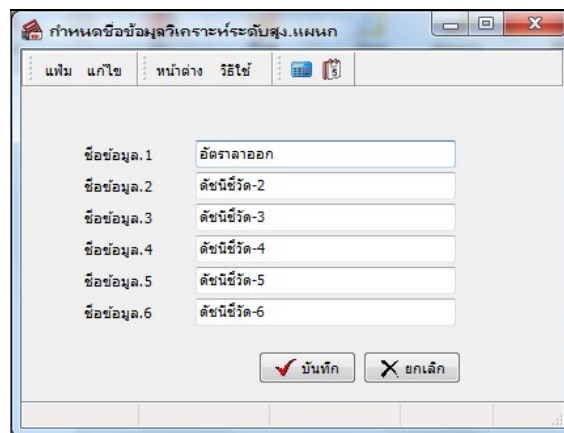 กำหนดชื่อข้อมูลวิเคราะห์ระดับสูง.แผนก
แฟ้ม แก้ไข หน้าต่าง วิธีใช้
ชื่อข้อมูล.1 อัตราลาออก
ชื่อข้อมูล.2 ดัชนีชี้วัด-2
ชื่อข้อมูล.3 ดัชนีชี้วัด-3
ชื่อข้อมูล.4 ดัชนีชี้วัด-4
ชื่อข้อมูล.5 ดัชนีชี้วัด-5
ชื่อข้อมูล.6 ดัชนีชี้วัด-6
บันทึก ยกเลิก